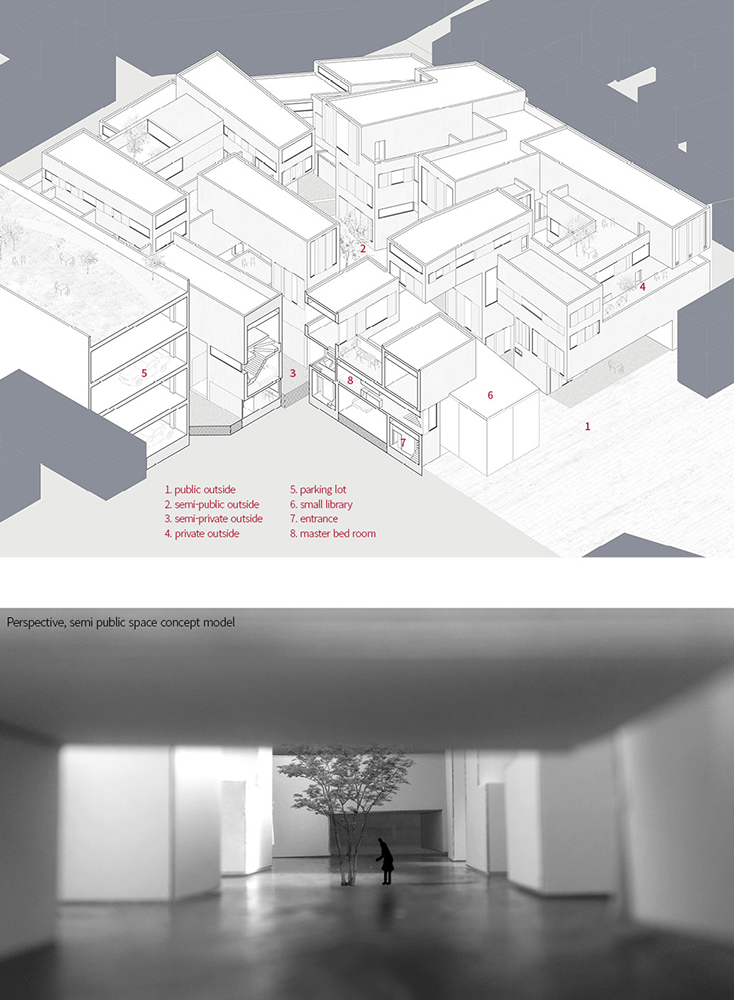 2
4
5
3
8
6
7
1
1. public outside
2. semi-public outside
3. semi-private outside
4. private outside
5. parking lot
6. small library
7. entrance
8. master bed room
Perspective, semi public space concept model